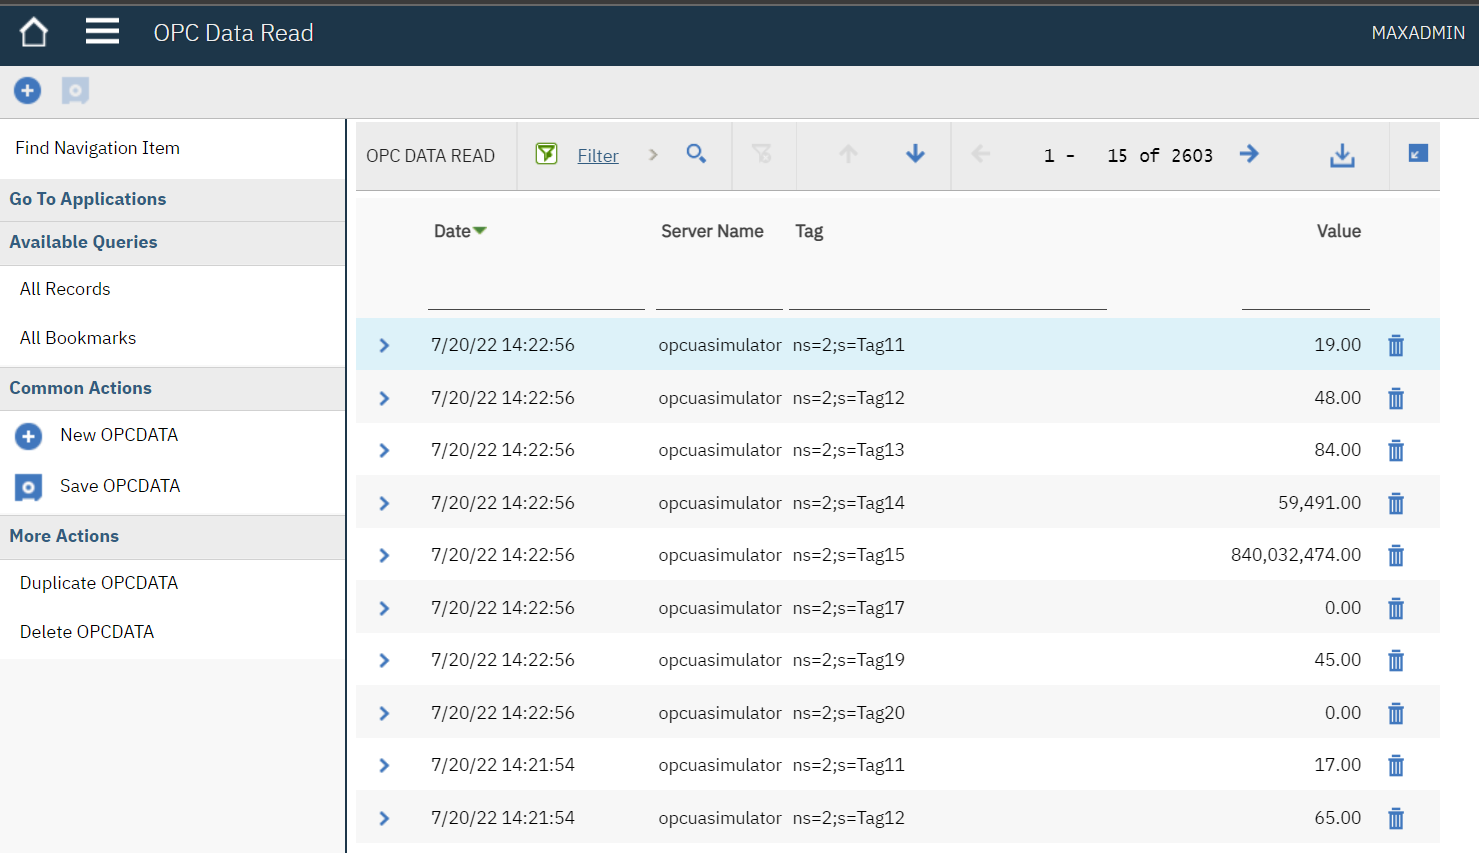 OPC Data Read
MAXADMIN
Find Navigation Item
Go To Applications
Available Queries
All Records
All Bookmarks
Common Actions
New OPCDATA
Save OPCDATA
More Actions
Duplicate OPCDATA
Delete OPCDATA
OPC DATA READ Filter 1 - 15 of 2603
Date Server Name Tag Value
7/20/22 14:22:56 opcuasimulator ns=2;s=Tag11 19.00
7/20/22 14:22:56 opcuasimulator ns=2;s=Tag12 48.00
7/20/22 14:22:56 opcuasimulator ns=2;s=Tag13 84.00
7/20/22 14:22:56 opcuasimulator ns=2;s=Tag14 59,491.00
7/20/22 14:22:56 opcuasimulator ns=2;s=Tag15 840,032,474.00
7/20/22 14:22:56 opcuasimulator ns=2;s=Tag17 0.00
7/20/22 14:22:56 opcuasimulator ns=2;s=Tag19 45.00
7/20/22 14:22:56 opcuasimulator ns=2;s=Tag20 0.00
7/20/22 14:21:54 opcuasimulator ns=2;s=Tag11 17.00
7/20/22 14:21:54 opcuasimulator ns=2;s=Tag12 65.00